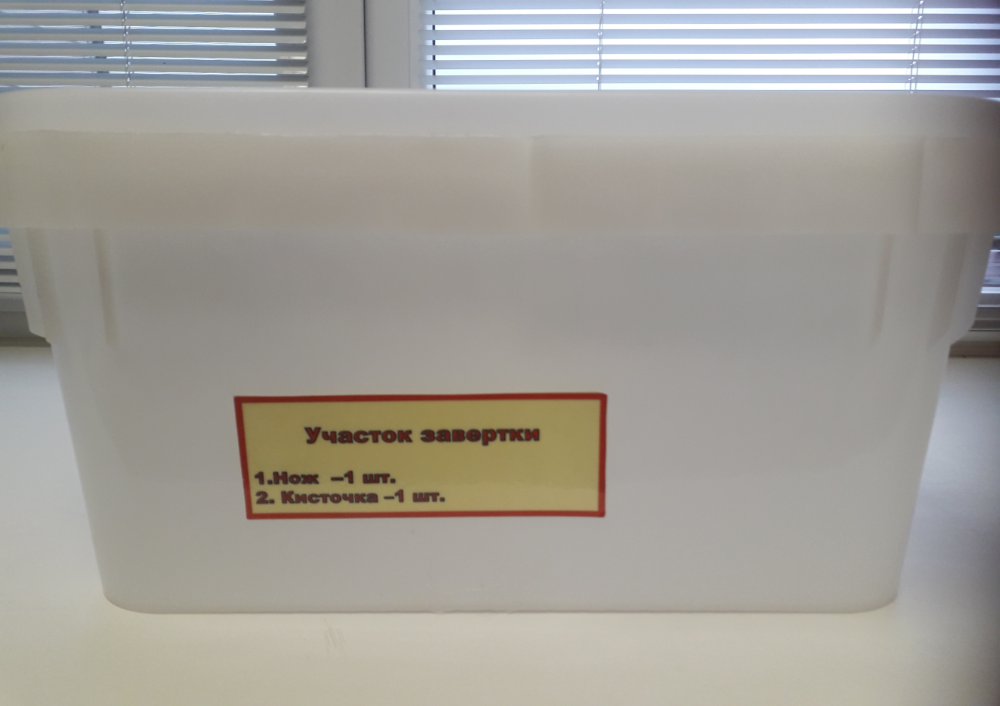 Участок завертки
1.Нож –1 шт.
2. Кисточка –1 шт.